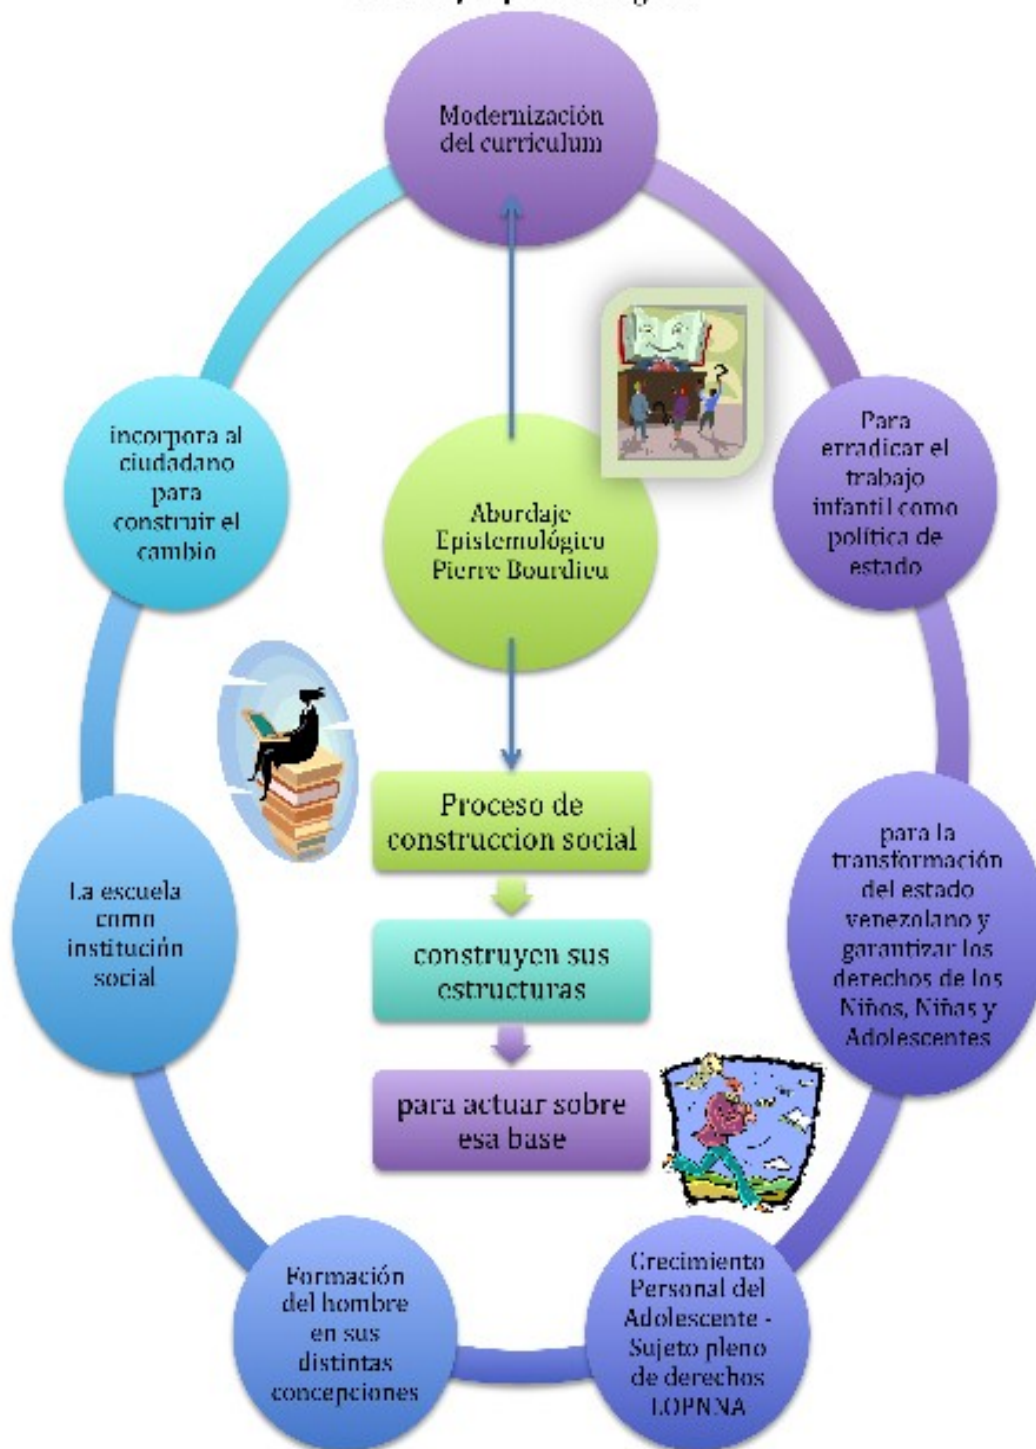 Modernización
del curriculum
Para
erradicar el
trabajo
infantil como
política de
estado
para la
transformación
del estado
venezolano y
garantizar los
derechos de los
Niños, Niñas y
Adolescentes
Crecimiento
Personal del
Adolescente -
Sujeto pleno
de derechos
LOPNNA
Formación
del hombre
en sus
distintas
concepciones
La escuela
como
institución
social
incorpora al
ciudadano
para
construir el
cambio
Abordaje
Epistemológico
Pierre Bourdieu
Proceso de
construccion social
construyen sus
estructuras
para actuar sobre
esa base